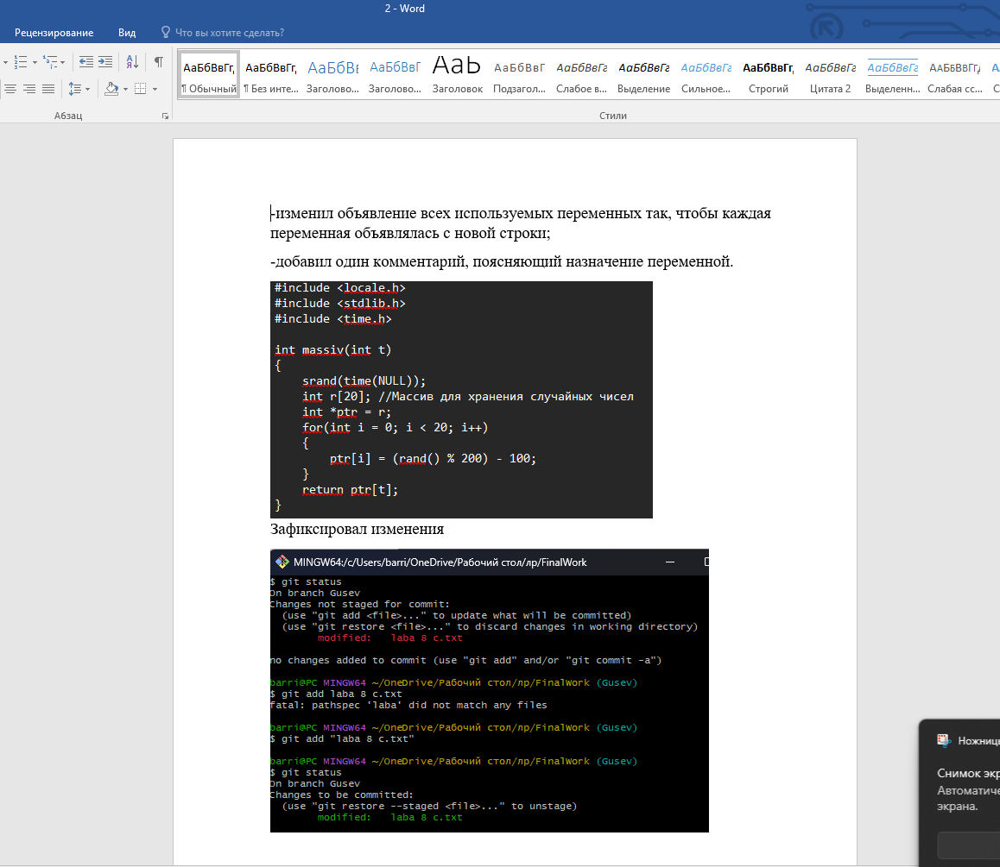 2 - Word
Рецензирование Вид Что вы хотите сделать?
АаБбВвГг, АаБбВвГг, АаБбВ АаБбВвГ АаБ АаБбВвГ АаБбВвГг АаБбВвГг АаБбВвГг АаБбВвГг, АаБбВвГг АаБбВвГг ААББВВГГ,
¶ Обычный ¶ Без инте... Заголово... Заголово... Заголовок Подзагол... Слабое в... Выделение Сильное... Строгий Цитата 2 Выделенн... Слабая сс...
Абзац Стили
-изменил объявление всех используемых переменных так, чтобы каждая
переменная объявлялась с новой строки;
-добавил один комментарий, поясняющий назначение переменной.
#include <locale.h>
#include <stdlib.h>
#include <time.h>
int massiv(int t)
{
srand(time(NULL));
int r[20]; //Массив для хранения случайных чисел
int *ptr = r;
for(int i = 0; i < 20; i++)
{
ptr[i] = (rand() % 200) - 100;
}
return ptr[t];
}
Зафиксировал изменения
MINGW64:/c/Users/barri/OneDrive/Рабочий стол/лр/FinalWork
$ git status
On branch Gusev
Changes not staged for commit:
(use "git add <file>..." to update what will be committed)
(use "git restore <file>..." to discard changes in working directory)
modified: laba 8 c.txt
no changes added to commit (use "git add" and/or "git commit -a")
barri@PC MINGW64 ~/OneDrive/Рабочий стол/лр/FinalWork (Gusev)
$ git add laba 8 c.txt
fatal: pathspec 'laba' did not match any files
barri@PC MINGW64 ~/OneDrive/Рабочий стол/лр/FinalWork (Gusev)
$ git add "laba 8 c.txt"
barri@PC MINGW64 ~/OneDrive/Рабочий стол/лр/FinalWork (Gusev)
$ git status
On branch Gusev
Changes to be committed:
(use "git restore --staged <file>..." to unstage)
modified: laba 8 c.txt
Ножниць
Снимок экр
Автоматиче
экрана.